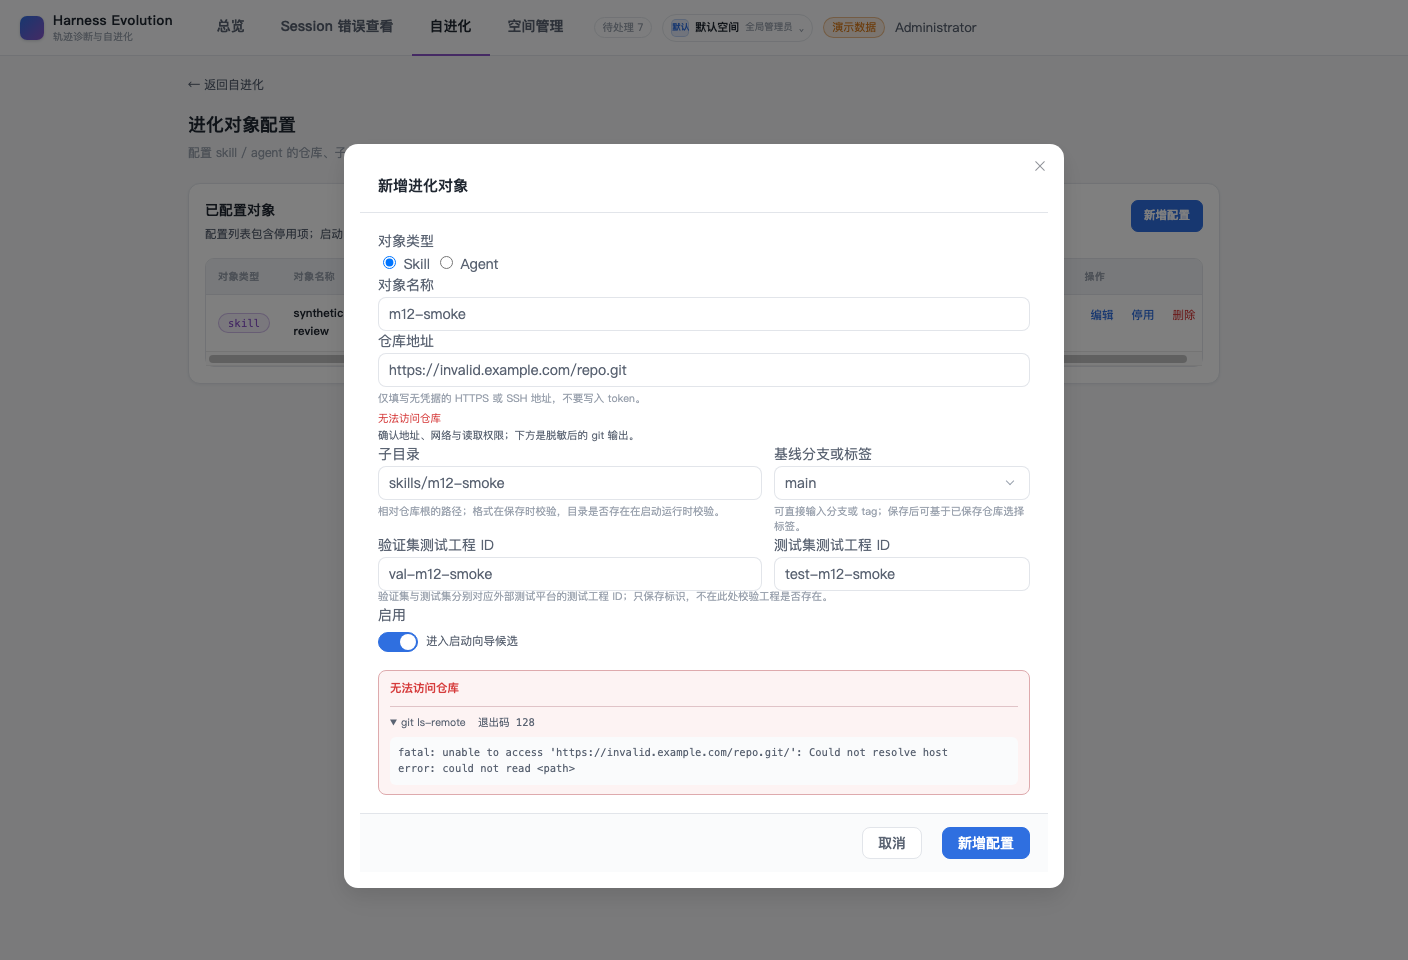 Harness Evolution
轨迹诊断与自进化
总览
Session 错误查看
自进化
空间管理
待处理 7
默认
默认空间
全局管理员
演示数据
Administrator
← 返回自进化
进化对象配置
配置 skill / agent 的仓库、子
已配置对象
配置列表包含停用项；启动
新增配置
对象类型
对象名称
操作
skill
synthetic
review
编辑
停用
删除
新增进化对象
对象类型
Skill
Agent
对象名称
m12-smoke
仓库地址
https://invalid.example.com/repo.git
仅填写无凭据的 HTTPS 或 SSH 地址，不要写入 token。
无法访问仓库
确认地址、网络与读取权限；下方是脱敏后的 git 输出。
子目录
skills/m12-smoke
相对仓库根的路径；格式在保存时校验，目录是否存在在启动运行时校验。
基线分支或标签
main
可直接输入分支或 tag；保存后可基于已保存仓库选择
标签。
验证集测试工程 ID
val-m12-smoke
测试集测试工程 ID
test-m12-smoke
验证集与测试集分别对应外部测试平台的测试工程 ID；只保存标识，不在此处校验工程是否存在。
启用
进入启动向导候选
无法访问仓库
▼ git ls-remote 退出码 128
fatal: unable to access 'https://invalid.example.com/repo.git/': Could not resolve host
error: could not read <path>
取消
新增配置